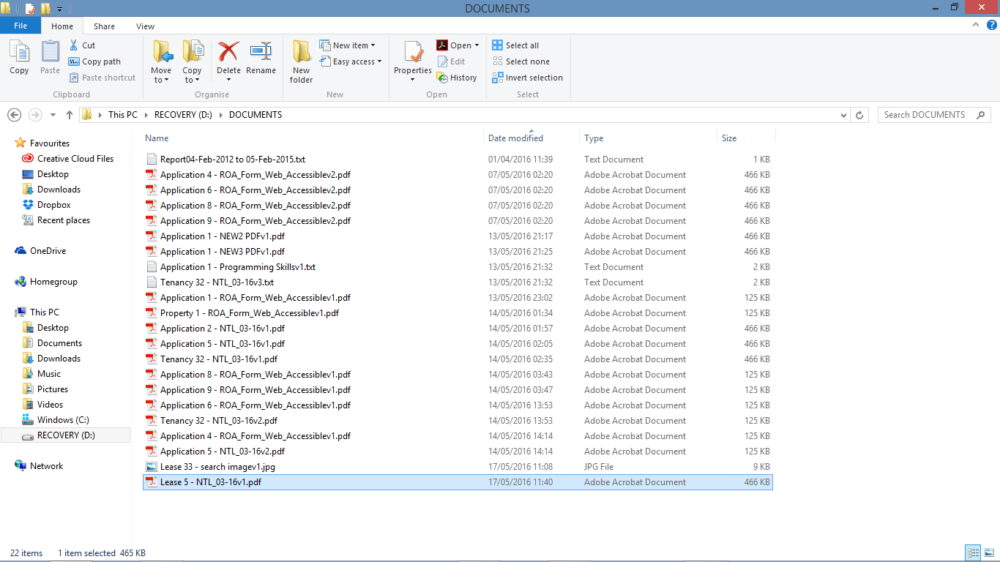 DOCUMENTS
File Home Share View
Copy Paste Cut Copy path Paste shortcut Clipboard
Move to Copy to Delete Rename Organise
New folder New item Easy access New
Properties Open Edit History Open
Select all Select none Invert selection Select
This PC RECOVERY (D:) DOCUMENTS
Search DOCUMENTS
Favourites
Creative Cloud Files
Desktop
Downloads
Dropbox
Recent places
OneDrive
Homegroup
This PC
Desktop
Documents
Downloads
Music
Pictures
Videos
Windows (C:)
RECOVERY (D:)
Network
Name Date modified Type Size
Report04-Feb-2012 to 05-Feb-2015.txt 01/04/2016 11:39 Text Document 1 KB
Application 4 - ROA_Form_Web_Accessiblev2.pdf 07/05/2016 02:20 Adobe Acrobat Document 466 KB
Application 6 - ROA_Form_Web_Accessiblev2.pdf 07/05/2016 02:20 Adobe Acrobat Document 466 KB
Application 8 - ROA_Form_Web_Accessiblev2.pdf 07/05/2016 02:20 Adobe Acrobat Document 466 KB
Application 9 - ROA_Form_Web_Accessiblev2.pdf 07/05/2016 02:20 Adobe Acrobat Document 466 KB
Application 1 - NEW2 PDFv1.pdf 13/05/2016 21:17 Adobe Acrobat Document 466 KB
Application 1 - NEW3 PDFv1.pdf 13/05/2016 21:25 Adobe Acrobat Document 466 KB
Application 1 - Programming Skillsv1.txt 13/05/2016 21:32 Text Document 2 KB
Tenancy 32 - NTL_03-16v3.txt 13/05/2016 21:32 Text Document 2 KB
Application 1 - ROA_Form_Web_Accessiblev1.pdf 13/05/2016 23:02 Adobe Acrobat Document 125 KB
Property 1 - ROA_Form_Web_Accessiblev1.pdf 14/05/2016 01:34 Adobe Acrobat Document 125 KB
Application 2 - NTL_03-16v1.pdf 14/05/2016 01:57 Adobe Acrobat Document 466 KB
Application 5 - NTL_03-16v1.pdf 14/05/2016 02:05 Adobe Acrobat Document 466 KB
Tenancy 32 - NTL_03-16v1.pdf 14/05/2016 02:35 Adobe Acrobat Document 466 KB
Application 8 - ROA_Form_Web_Accessiblev1.pdf 14/05/2016 03:43 Adobe Acrobat Document 125 KB
Application 9 - ROA_Form_Web_Accessiblev1.pdf 14/05/2016 03:47 Adobe Acrobat Document 125 KB
Application 6 - ROA_Form_Web_Accessiblev1.pdf 14/05/2016 13:53 Adobe Acrobat Document 125 KB
Tenancy 32 - NTL_03-16v2.pdf 14/05/2016 13:53 Adobe Acrobat Document 125 KB
Application 4 - ROA_Form_Web_Accessiblev1.pdf 14/05/2016 14:14 Adobe Acrobat Document 125 KB
Application 5 - NTL_03-16v2.pdf 14/05/2016 14:14 Adobe Acrobat Document 125 KB
Lease 33 - search imagev1.jpg 17/05/2016 11:08 JPG File 9 KB
Lease 5 - NTL_03-16v1.pdf 17/05/2016 11:40 Adobe Acrobat Document 466 KB
22 items 1 item selected 465 KB